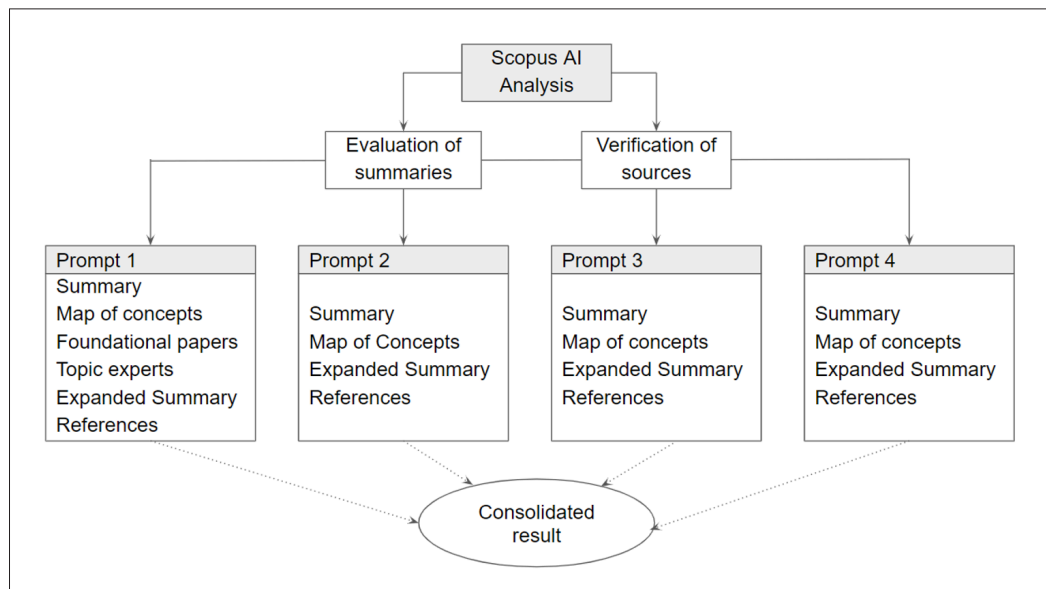 Scopus AI
Analysis
Evaluation of
summaries
Verification of
sources
Prompt 1
Summary
Map of concepts
Foundational papers
Topic experts
Expanded Summary
References
Prompt 2
Summary
Map of Concepts
Expanded Summary
References
Prompt 3
Summary
Map of concepts
Expanded Summary
References
Prompt 4
Summary
Map of concepts
Expanded Summary
References
Consolidated
result